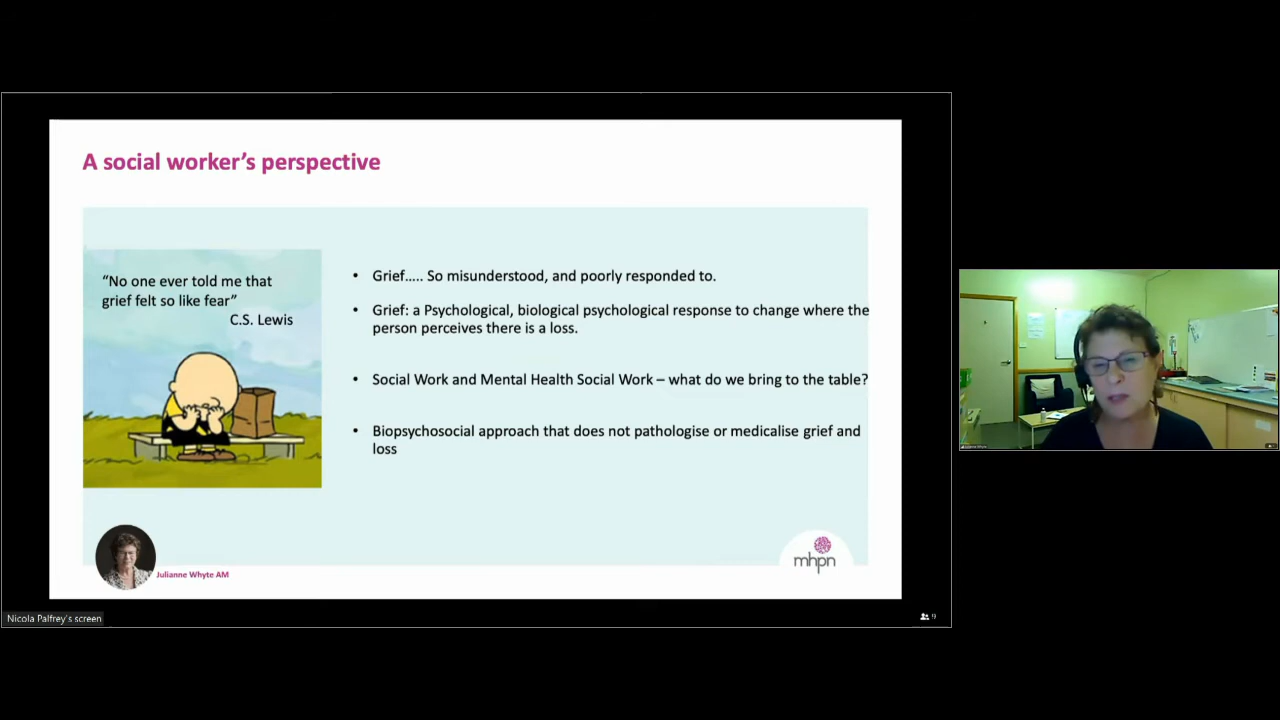 A social worker’s perspective
“No one ever told me that
grief felt so like fear”
C.S. Lewis
• Grief..... So misunderstood, and poorly responded to.
• Grief: a Psychological, biological psychological response to change where the
person perceives there is a loss.
• Social Work and Mental Health Social Work – what do we bring to the table?
• Biopsychosocial approach that does not pathologise or medicalise grief and
loss
Julianne Whyte AM
mhpn
Nicola Palfrey's screen
9
Julianne Whyte